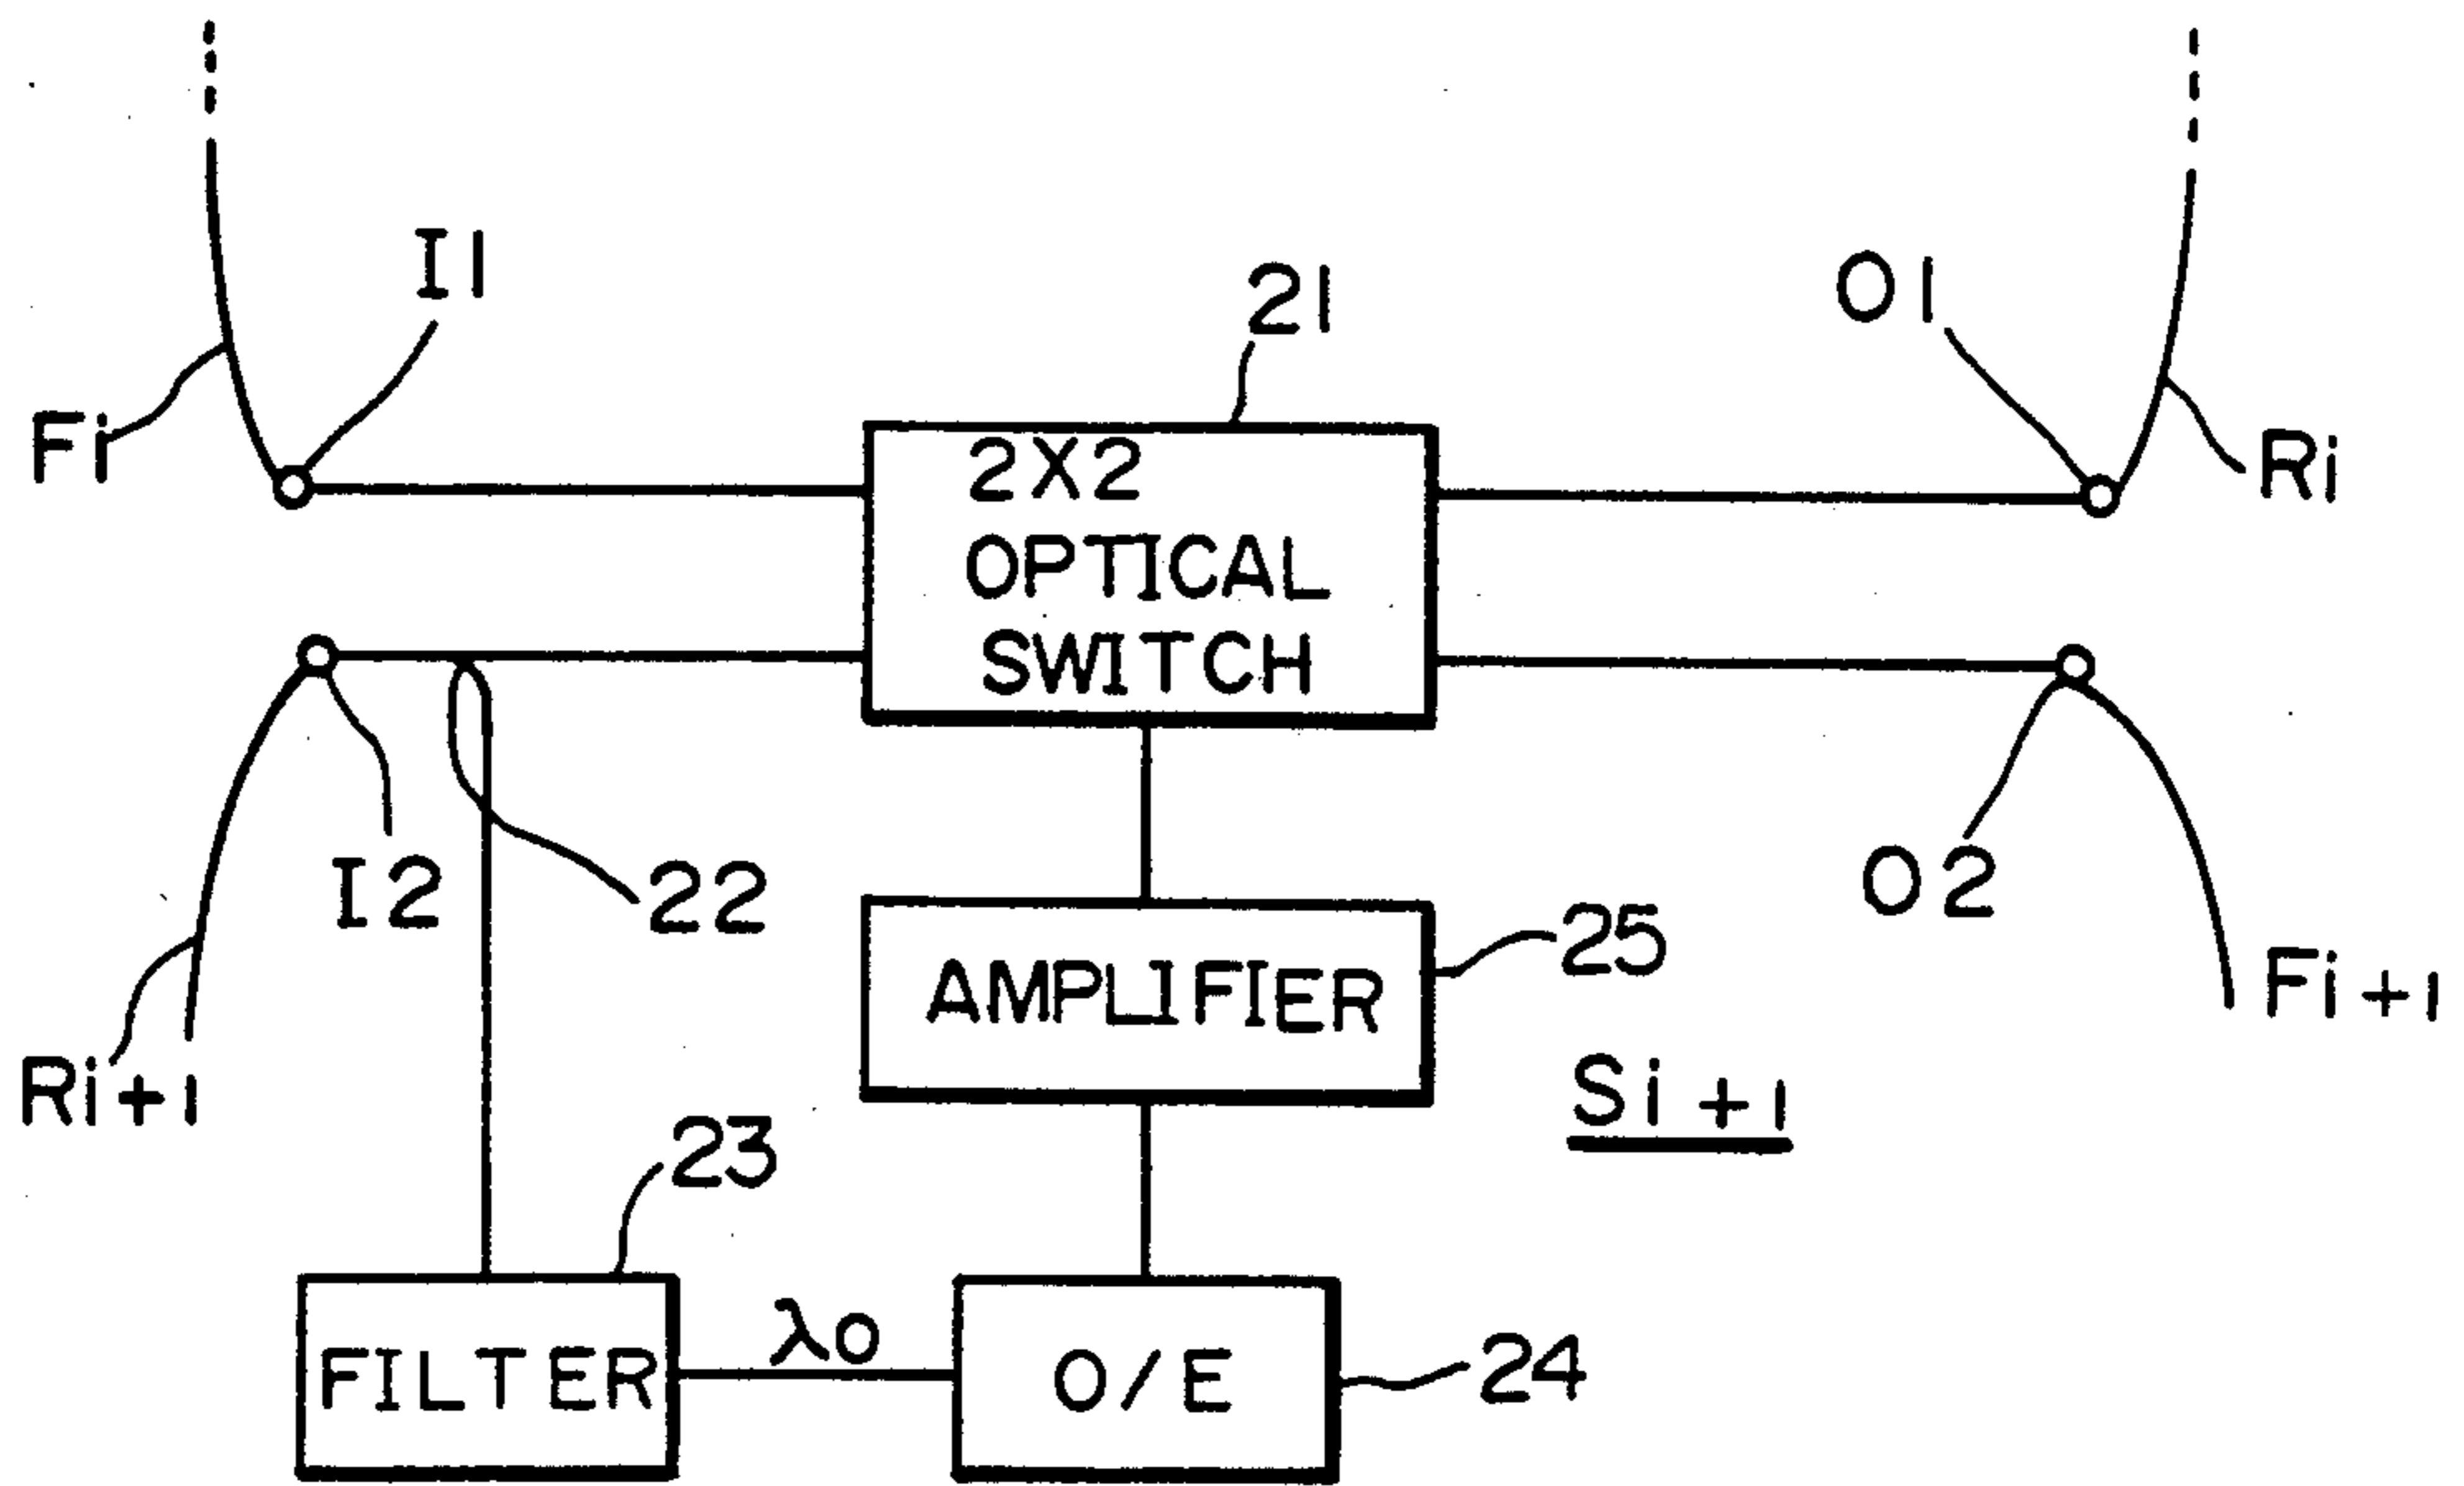 I1
21
O1
Fi
Ri
2X2
OPTICAL
SWITCH
I2
22
O2
25
AMPLIFIER
Fi+1
Ri+1
Si+1
23
λ0
FILTER
O/E
24